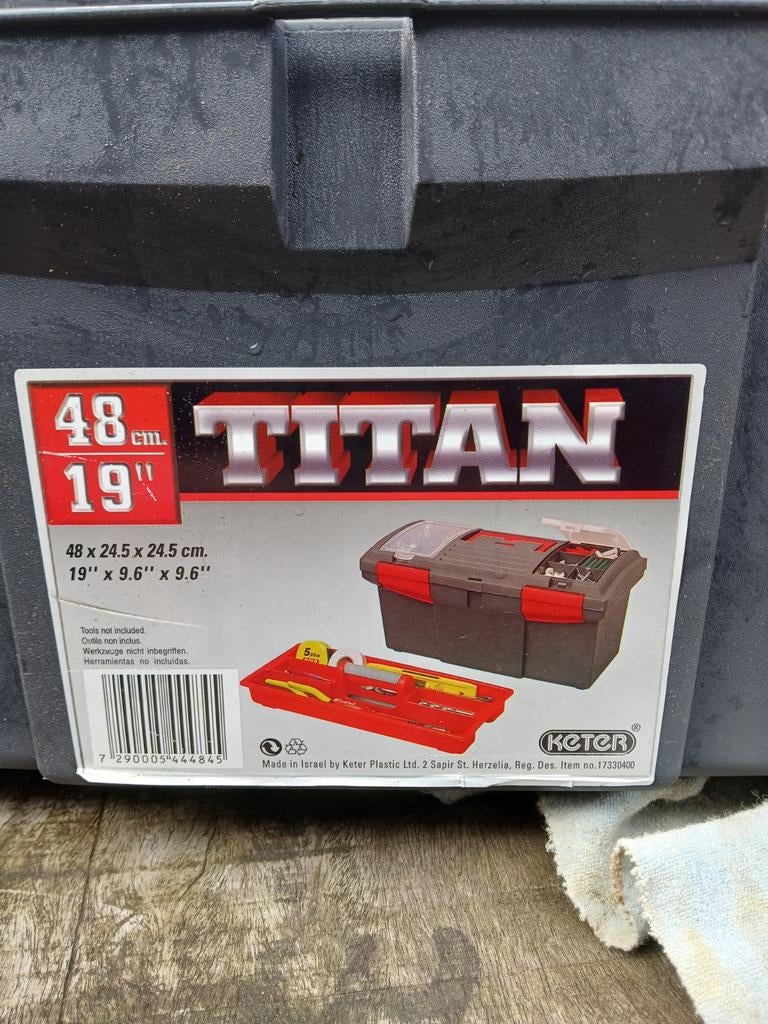 48 cm.
19"
TITAN
48 x 24.5 x 24.5 cm.
19'' x 9.6'' x 9.6''
Tools not included.
Outils non inclus.
Werkzeuge nicht inbegriffen.
Herramientas no incluidas.
5
7 290005 444845
KETER®
Made in Israel by Keter Plastic Ltd. 2 Sapir St. Herzelia, Reg. Des. Item no.17330400